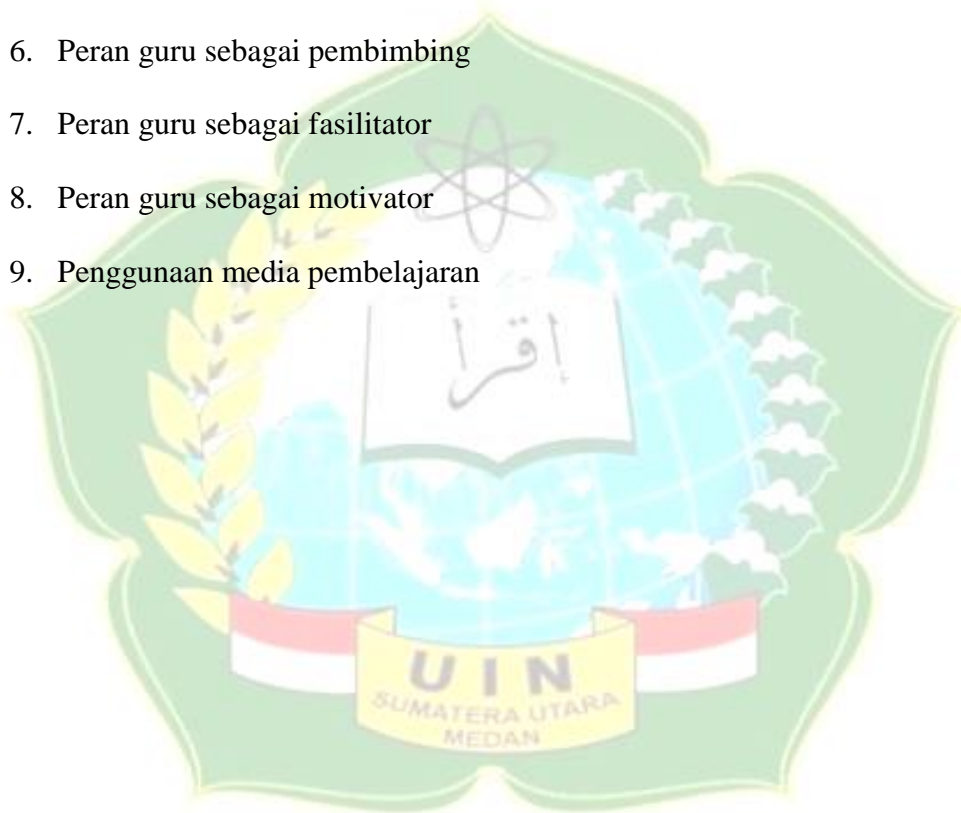 6. Peran guru sebagai pembimbing
7. Peran guru sebagai fasilitator
8. Peran guru sebagai motivator
9. Penggunaan media pembelajaran
إقرأ
UIN
SUMATERA UTARA
MEDAN